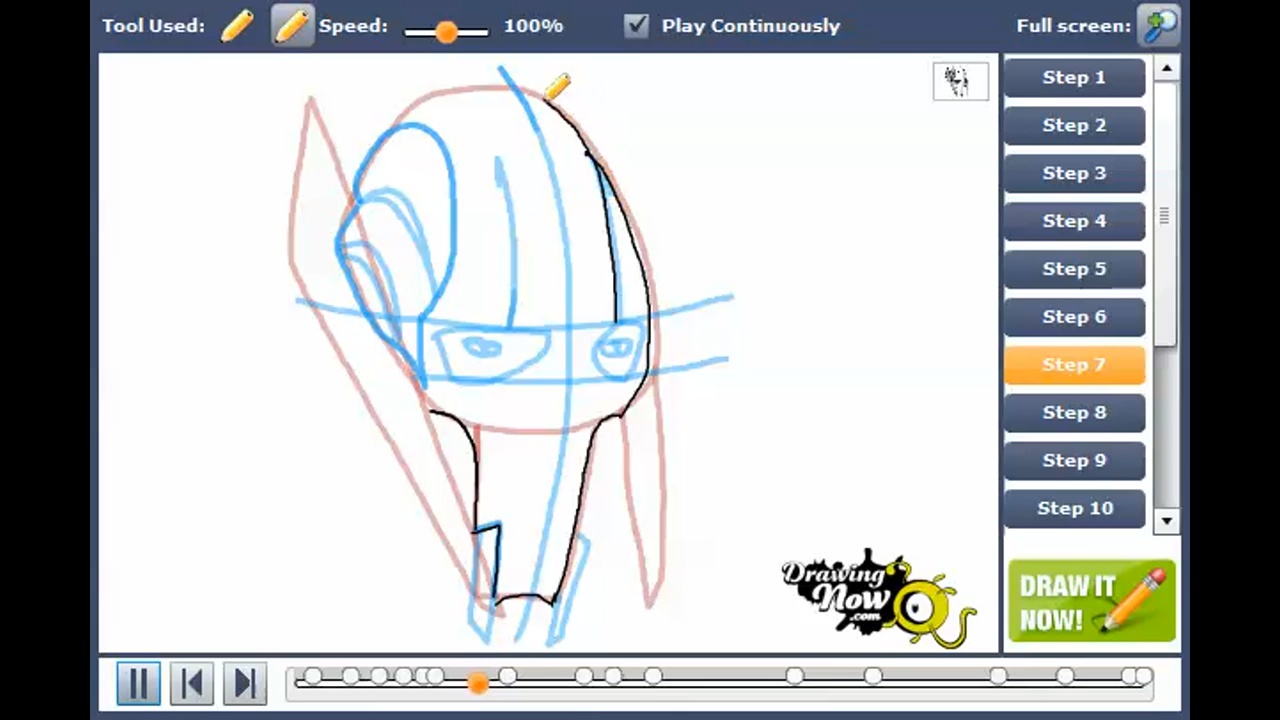 Tool Used:
Speed:
100%
Play Continuously
Full screen:
Step 1
Step 2
Step 3
Step 4
Step 5
Step 6
Step 7
Step 8
Step 9
Step 10
Drawing
Now
.com
DRAW IT
NOW!